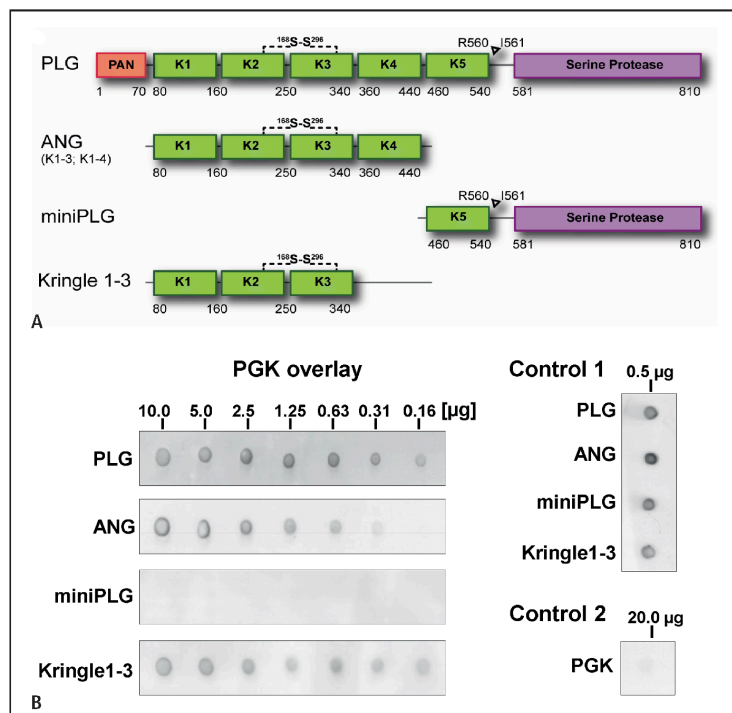 ¹⁶⁸S-S²⁹⁶
R560 I561
PLG PAN K1 K2 K3 K4 K5 Serine Protease
1 70 80 160 250 340 360 440 460 540 581 810
¹⁶⁸S-S²⁹⁶
ANG K1 K2 K3 K4
(K1-3; K1-4)
80 160 250 340 360 440
R560 I561
miniPLG K5 Serine Protease
460 540 581 810
¹⁶⁸S-S²⁹⁶
Kringle 1-3 K1 K2 K3
80 160 250 340
A
PGK overlay
10.0 5.0 2.5 1.25 0.63 0.31 0.16 [µg]
PLG
ANG
miniPLG
Kringle1-3
B
Control 1
0.5 µg
PLG
ANG
miniPLG
Kringle1-3
Control 2
20.0 µg
PGK